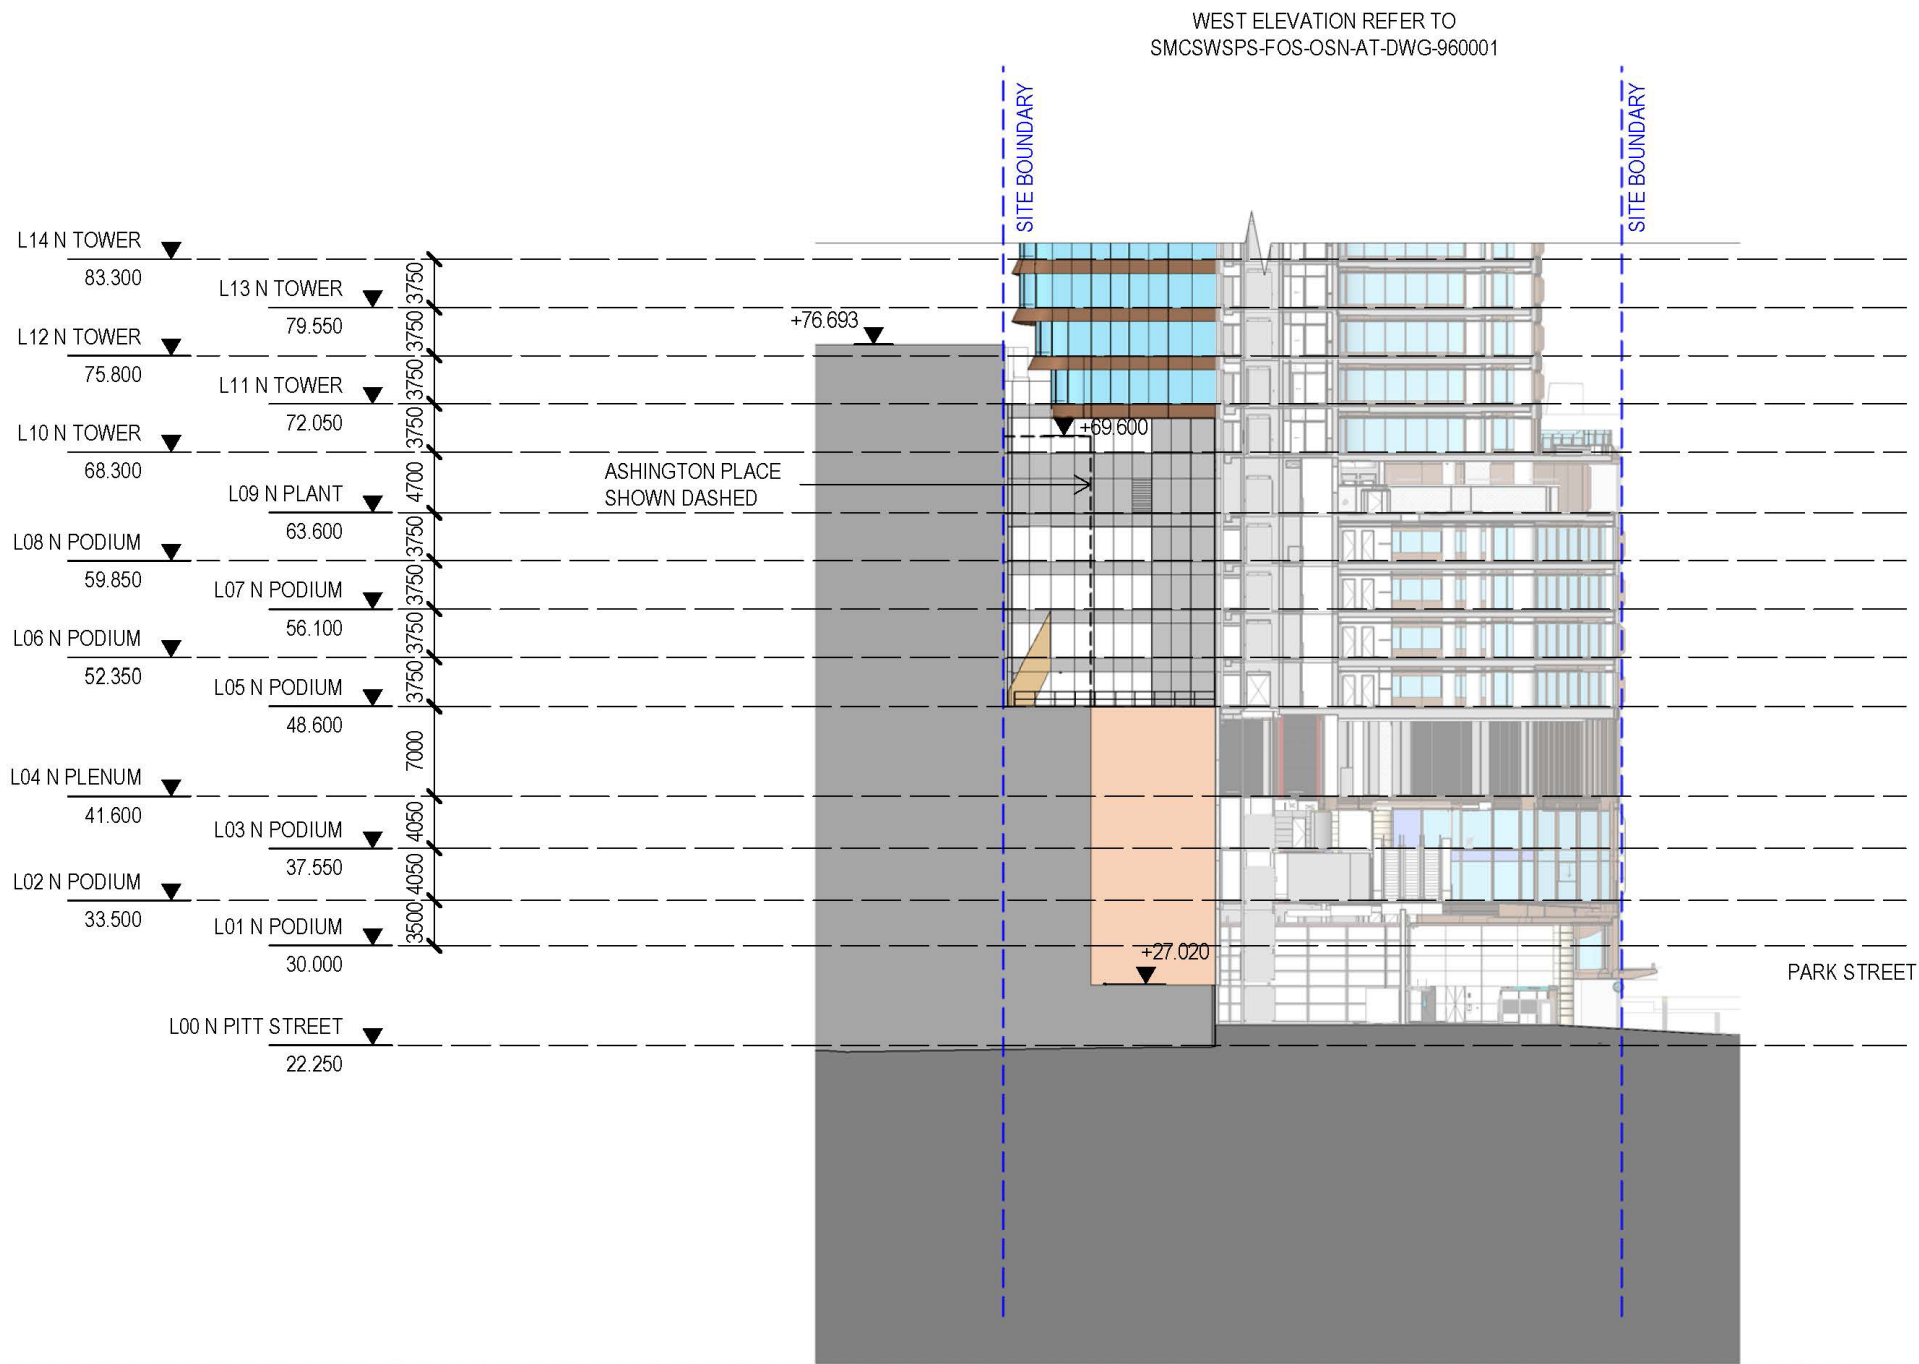 WEST ELEVATION REFER TO
SMCSWSPS-FOS-OSN-AT-DWG-960001
SITE BOUNDARY
SITE BOUNDARY
L14 N TOWER
83.300
3750
L13 N TOWER
79.550
+76.693
3750
L12 N TOWER
75.800
3750
L11 N TOWER
72.050
+69.600
3750
L10 N TOWER
68.300
ASHINGTON PLACE
SHOWN DASHED
4700
L09 N PLANT
63.600
3750
L08 N PODIUM
59.850
3750
L07 N PODIUM
56.100
3750
L06 N PODIUM
52.350
3750
L05 N PODIUM
48.600
7000
L04 N PLENUM
41.600
4050
L03 N PODIUM
37.550
4050
L02 N PODIUM
33.500
3500
L01 N PODIUM
30.000
+27.020
PARK STREET
L00 N PITT STREET
22.250